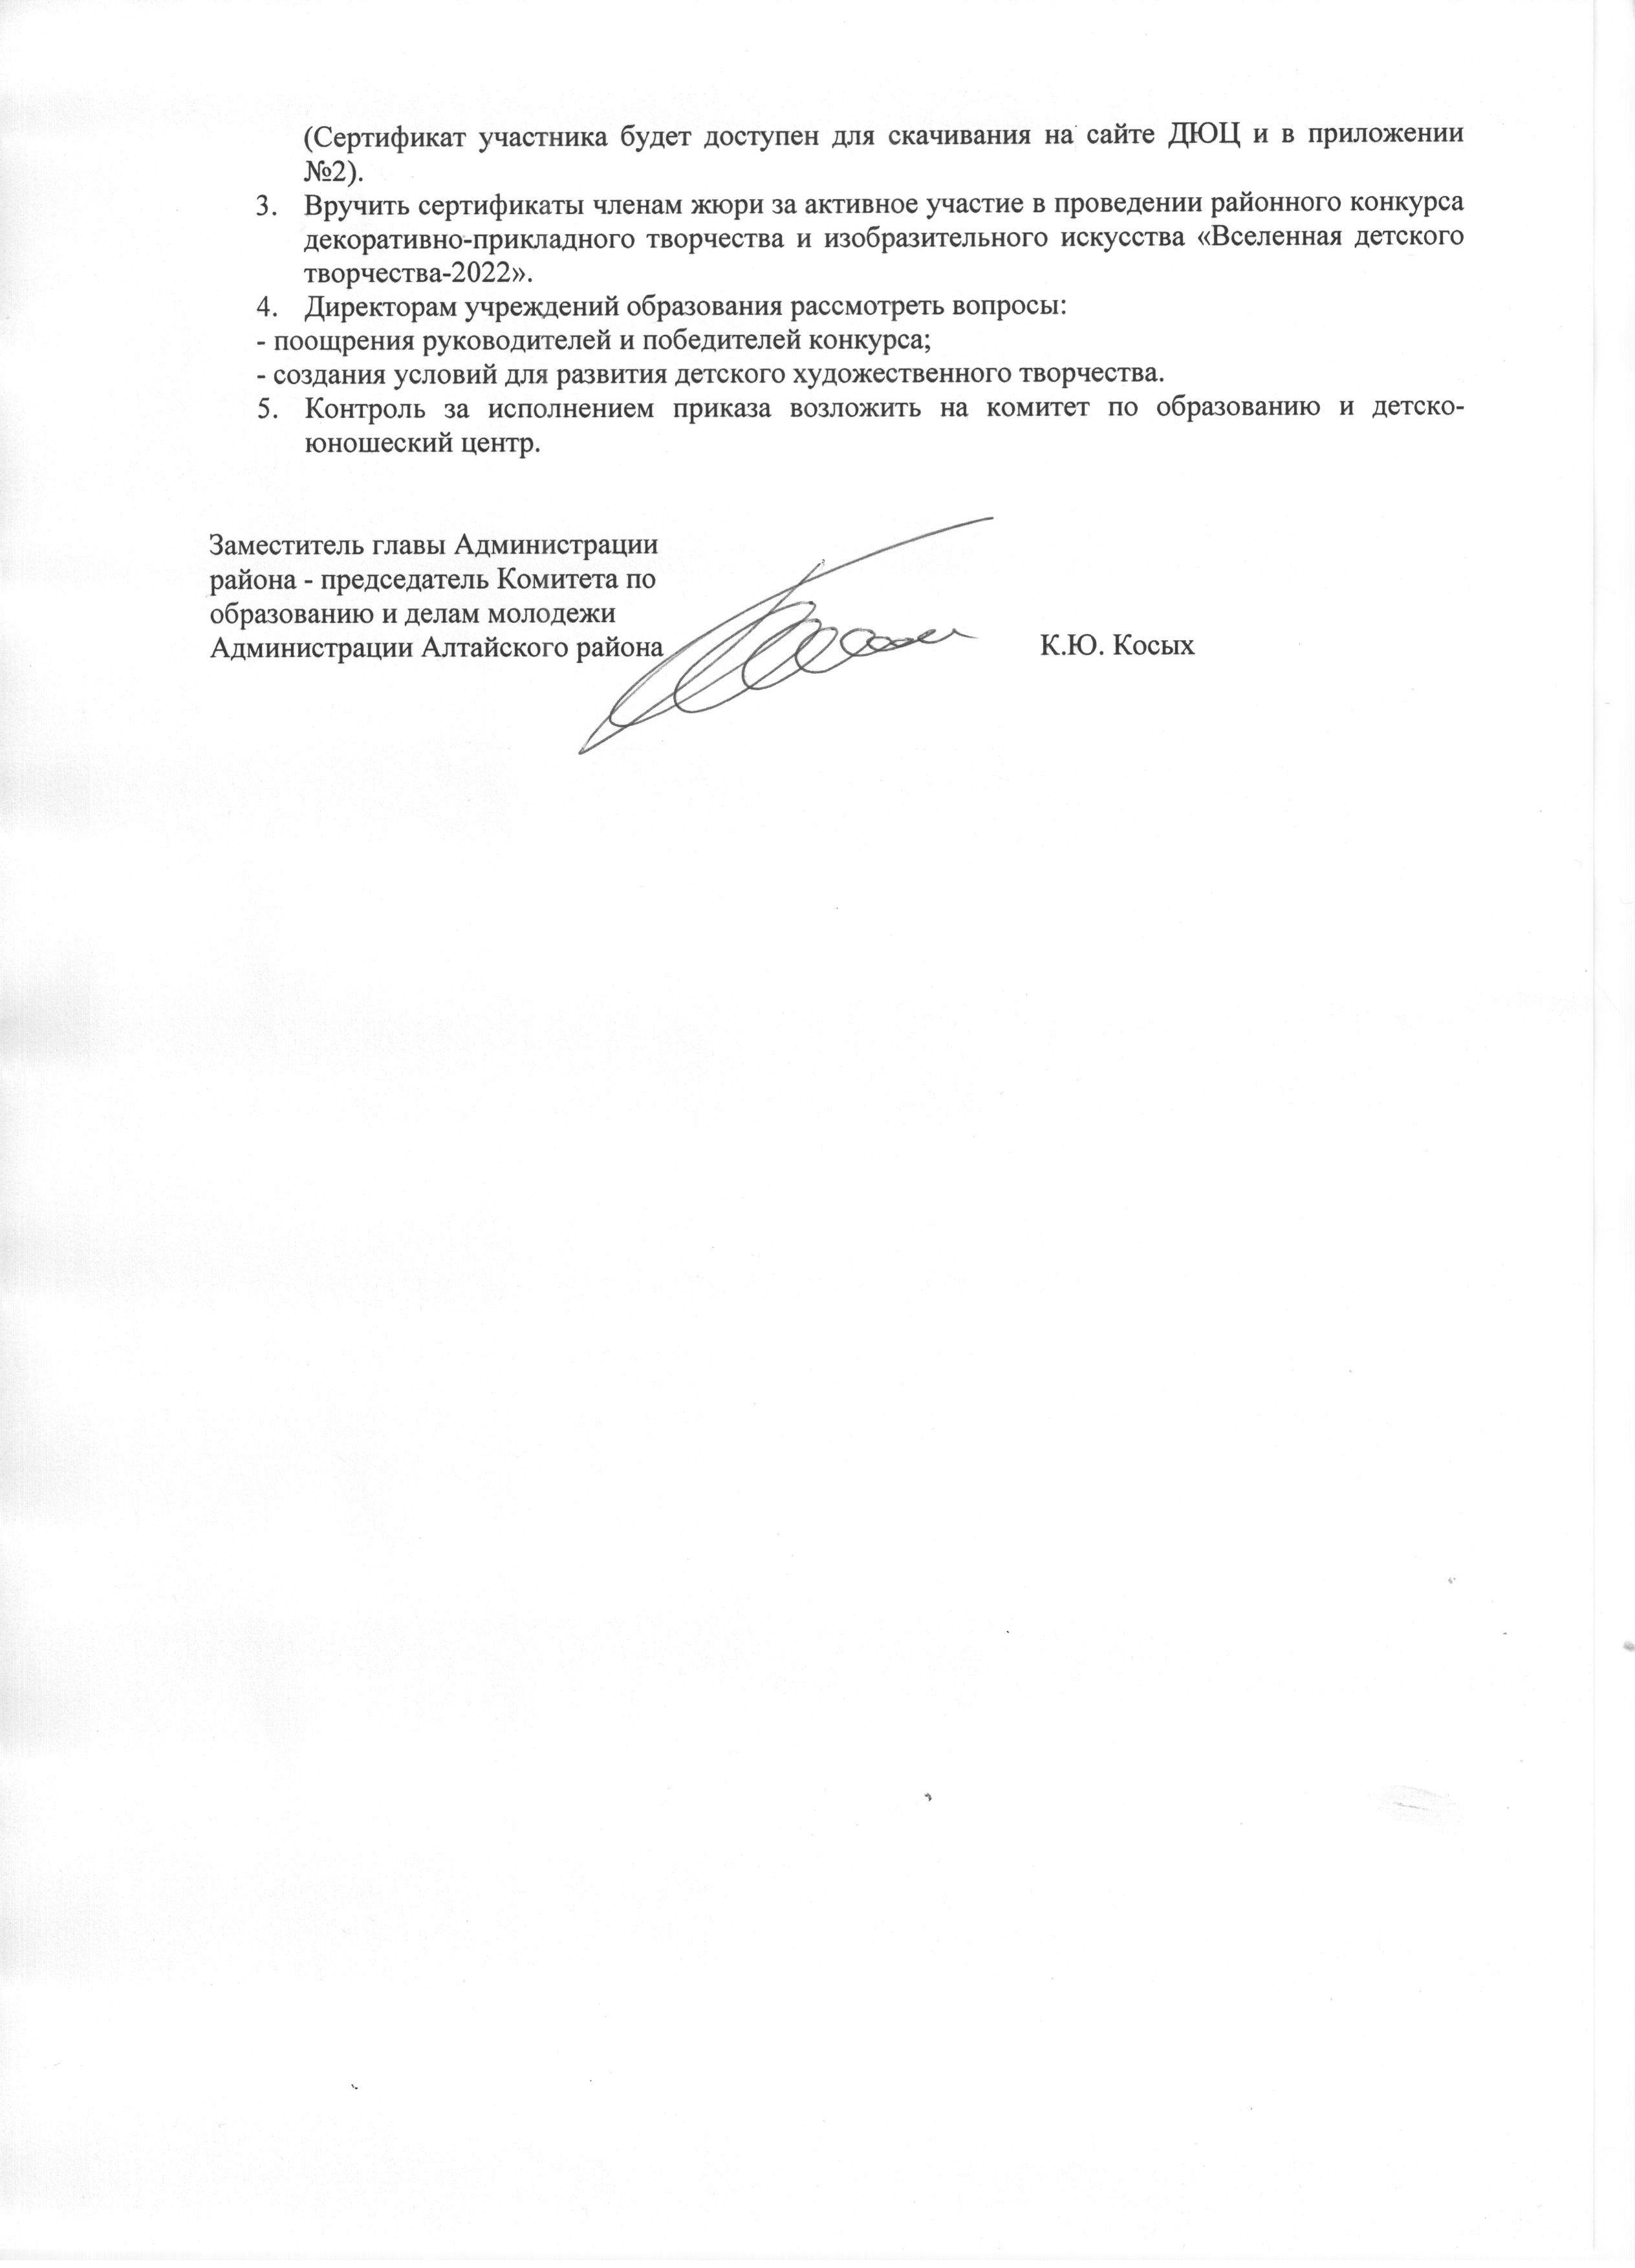 (Сертификат участника будет доступен для скачивания на сайте ДЮЦ и в приложении
№2).
3. Вручить сертификаты членам жюри за активное участие в проведении районного конкурса
декоративно-прикладного творчества и изобразительного искусства «Вселенная детского
творчества-2022».
4. Директорам учреждений образования рассмотреть вопросы:
- поощрения руководителей и победителей конкурса;
- создания условий для развития детского художественного творчества.
5. Контроль за исполнением приказа возложить на комитет по образованию и детско-
юношеский центр.
Заместитель главы Администрации
района - председатель Комитета по
образованию и делам молодежи
Администрации Алтайского района К.Ю. Косых